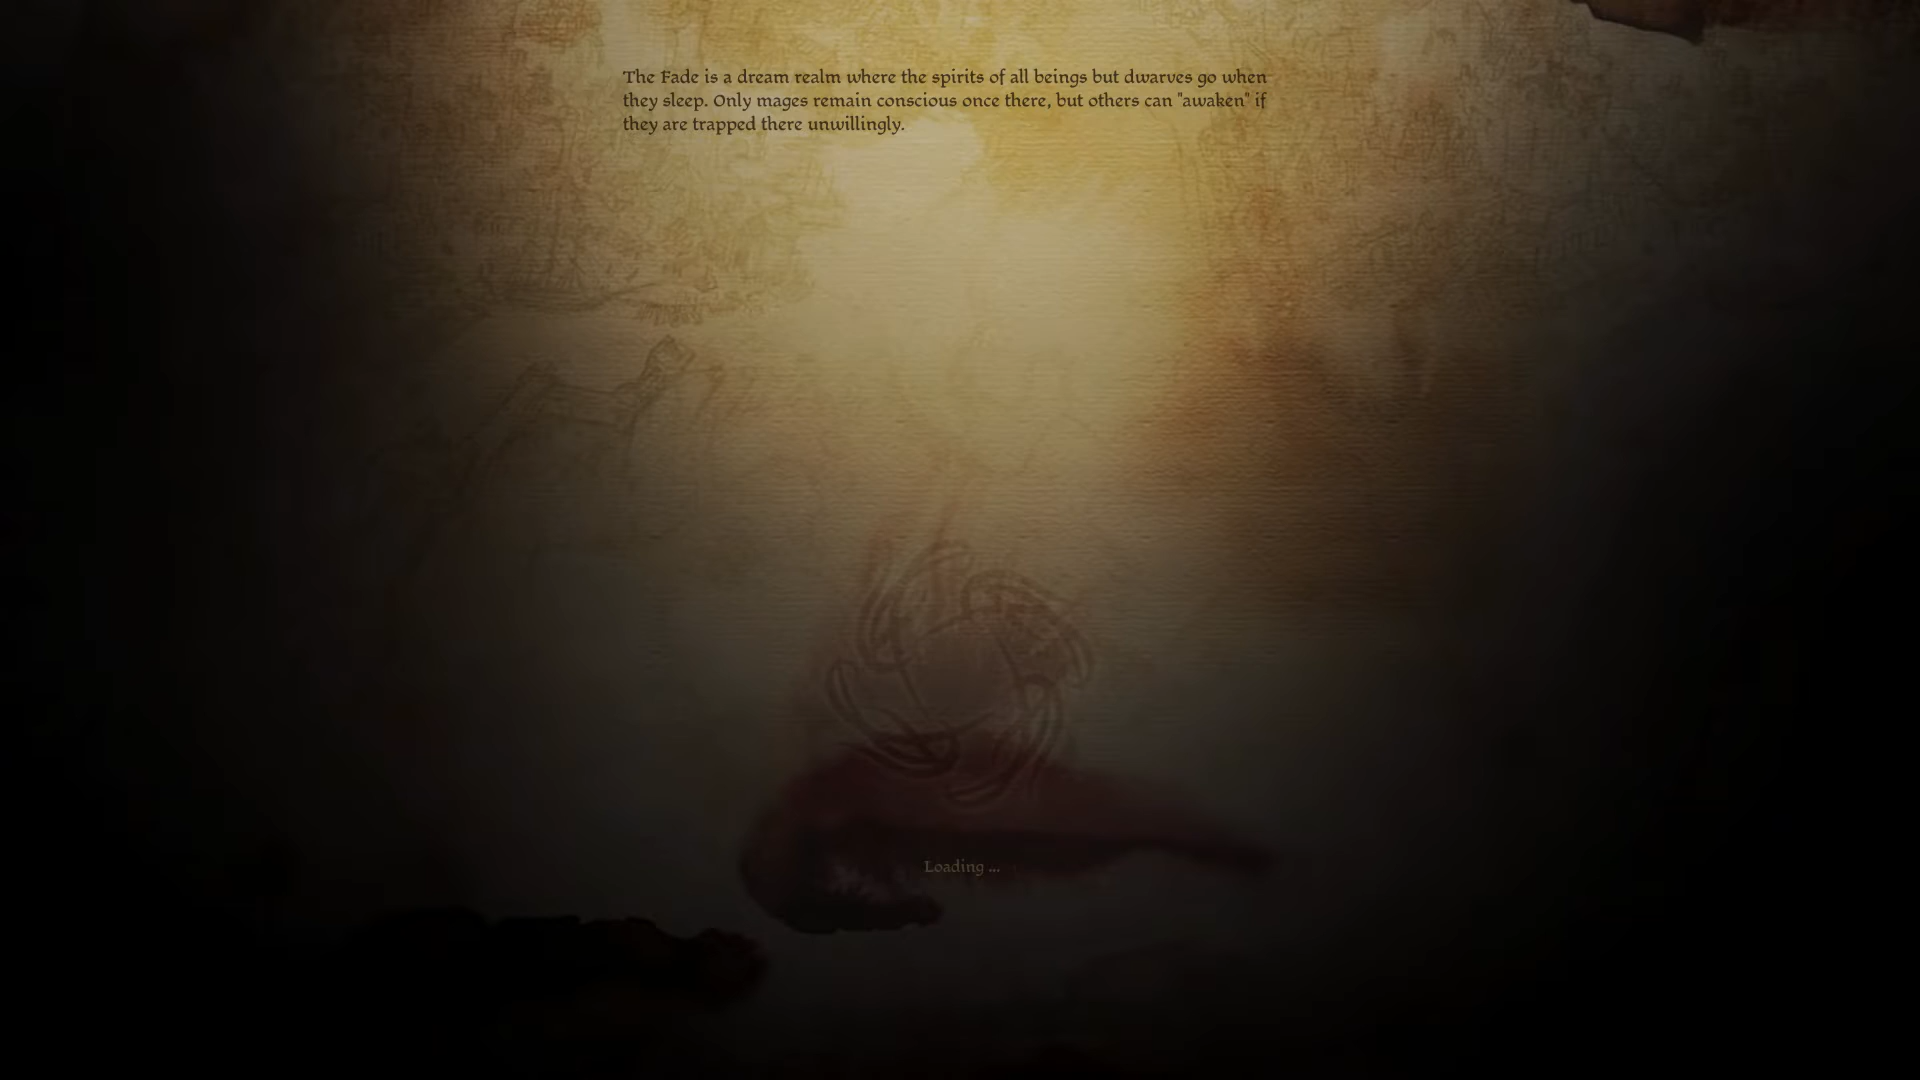 The Fade is a dream realm where the spirits of all beings but dwarves go when
they sleep. Only mages remain conscious once there, but others can "awaken" if
they are trapped there unwillingly.
Loading ...